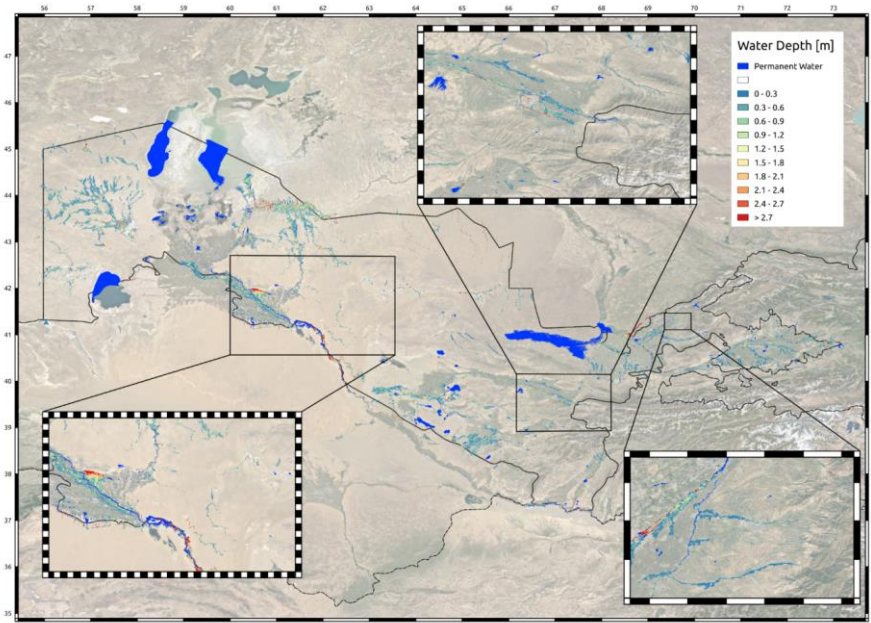 55 56 57 58 59 60 61 62 63 64 65 66 67 68 69 70 71 72 73
47
46
45
44
43
42
41
40
39
38
37
36
35
Water Depth [m]
Permanent Water
0 - 0.3
0.3 - 0.6
0.6 - 0.9
0.9 - 1.2
1.2 - 1.5
1.5 - 1.8
1.8 - 2.1
2.1 - 2.4
2.4 - 2.7
> 2.7